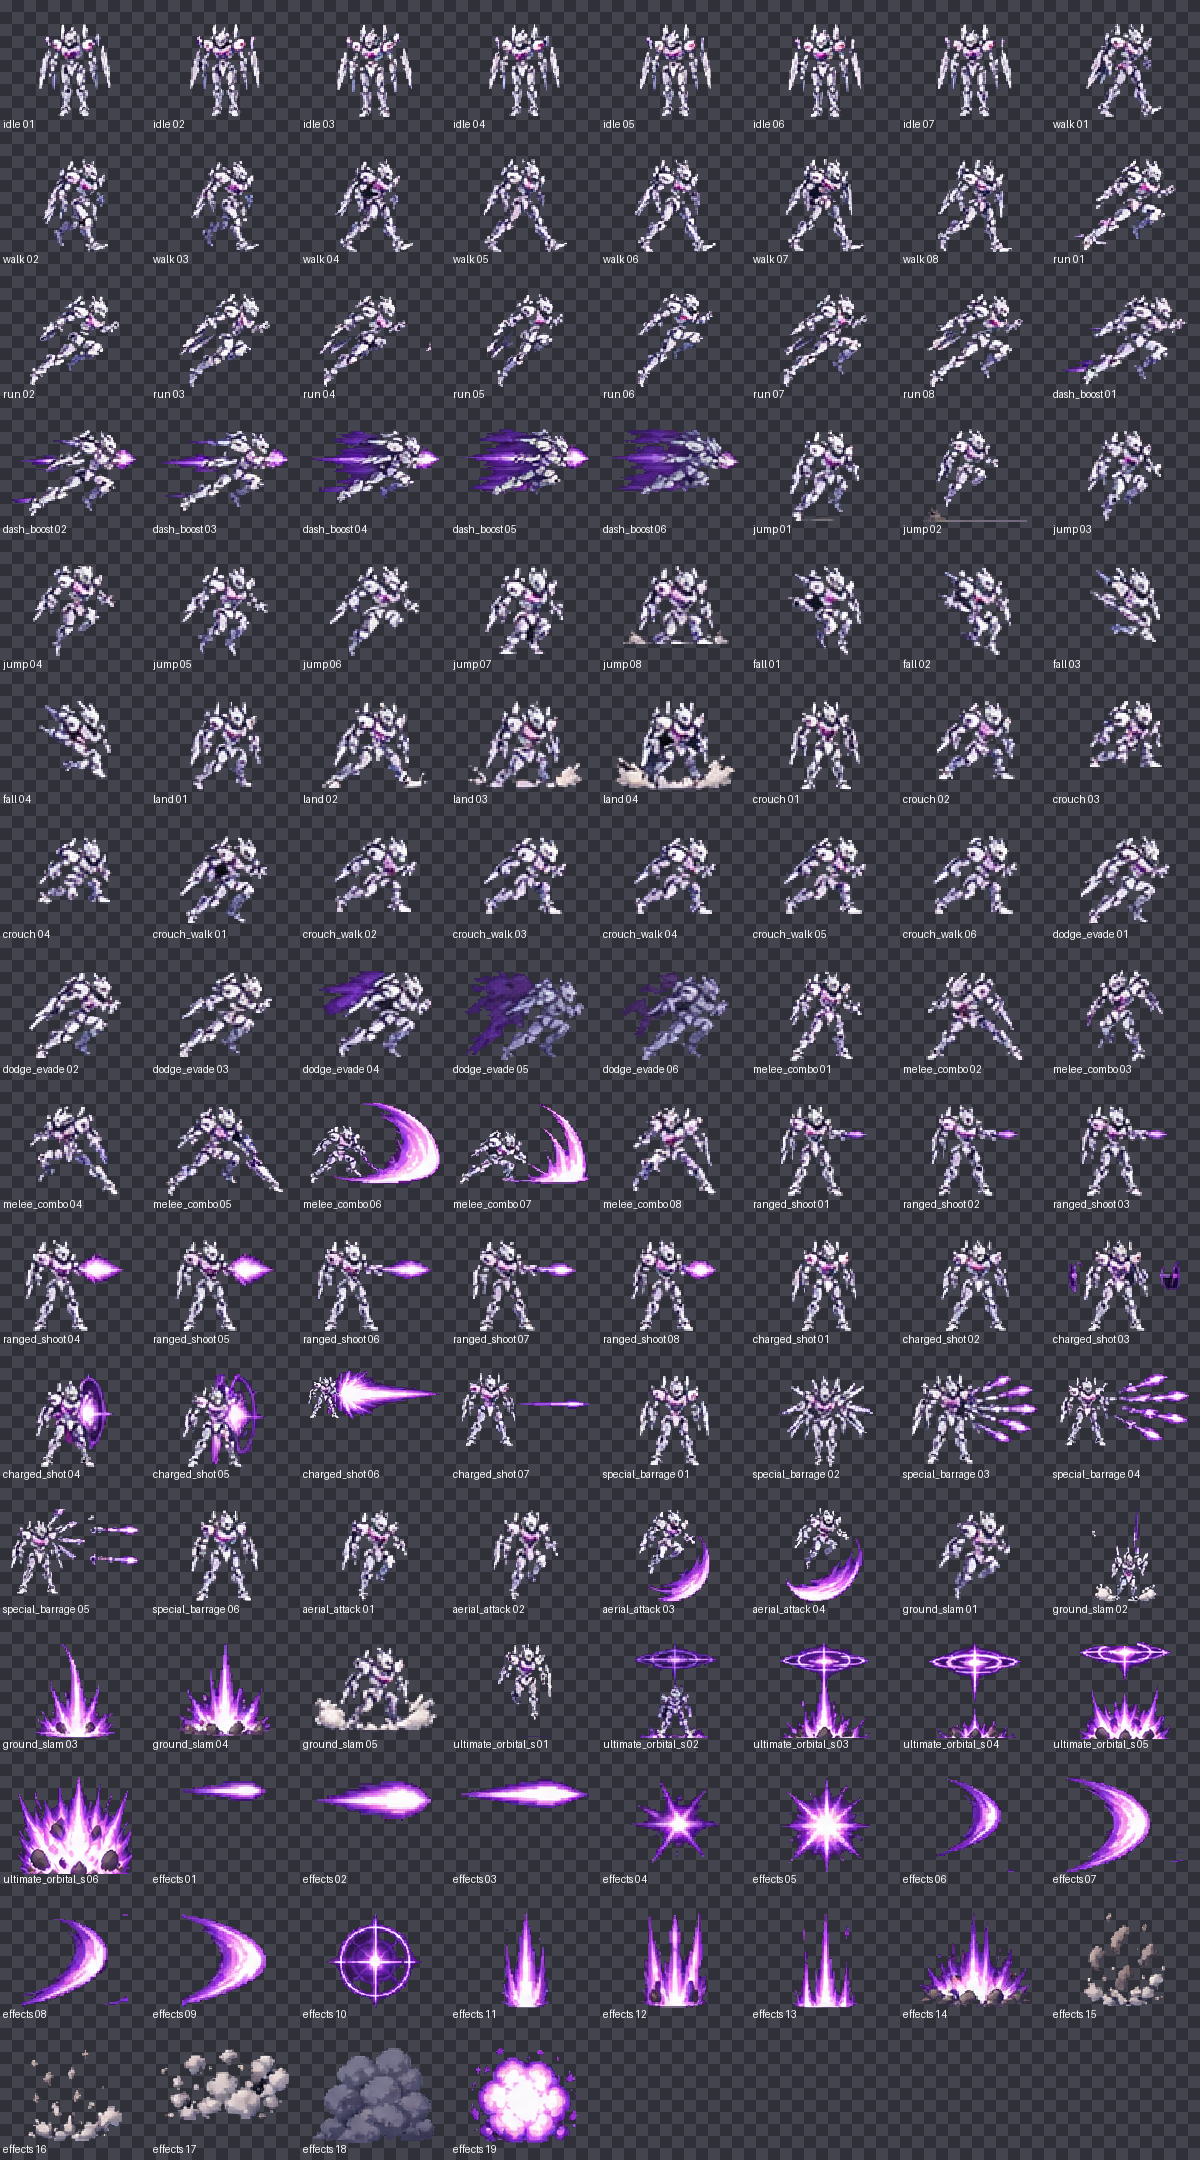 idle 01 idle 02 idle 03 idle 04 idle 05 idle 06 idle 07 walk 01
walk 02 walk 03 walk 04 walk 05 walk 06 walk 07 walk 08 run 01
run 02 run 03 run 04 run 05 run 06 run 07 run 08 dash_boost 01
dash_boost 02 dash_boost 03 dash_boost 04 dash_boost 05 dash_boost 06 jump 01 jump 02 jump 03
jump 04 jump 05 jump 06 jump 07 jump 08 fall 01 fall 02 fall 03
fall 04 land 01 land 02 land 03 land 04 crouch 01 crouch 02 crouch 03
crouch 04 crouch_walk 01 crouch_walk 02 crouch_walk 03 crouch_walk 04 crouch_walk 05 crouch_walk 06 dodge_evade 01
dodge_evade 02 dodge_evade 03 dodge_evade 04 dodge_evade 05 dodge_evade 06 melee_combo 01 melee_combo 02 melee_combo 03
melee_combo 04 melee_combo 05 melee_combo 06 melee_combo 07 melee_combo 08 ranged_shoot 01 ranged_shoot 02 ranged_shoot 03
ranged_shoot 04 ranged_shoot 05 ranged_shoot 06 ranged_shoot 07 ranged_shoot 08 charged_shot 01 charged_shot 02 charged_shot 03
charged_shot 04 charged_shot 05 charged_shot 06 charged_shot 07 special_barrage 01 special_barrage 02 special_barrage 03 special_barrage 04
special_barrage 05 special_barrage 06 aerial_attack 01 aerial_attack 02 aerial_attack 03 aerial_attack 04 ground_slam 01 ground_slam 02
ground_slam 03 ground_slam 04 ground_slam 05 ultimate_orbital_s 01 ultimate_orbital_s 02 ultimate_orbital_s 03 ultimate_orbital_s 04 ultimate_orbital_s 05
ultimate_orbital_s 06 effects 01 effects 02 effects 03 effects 04 effects 05 effects 06 effects 07
effects 08 effects 09 effects 10 effects 11 effects 12 effects 13 effects 14 effects 15
effects 16 effects 17 effects 18 effects 19